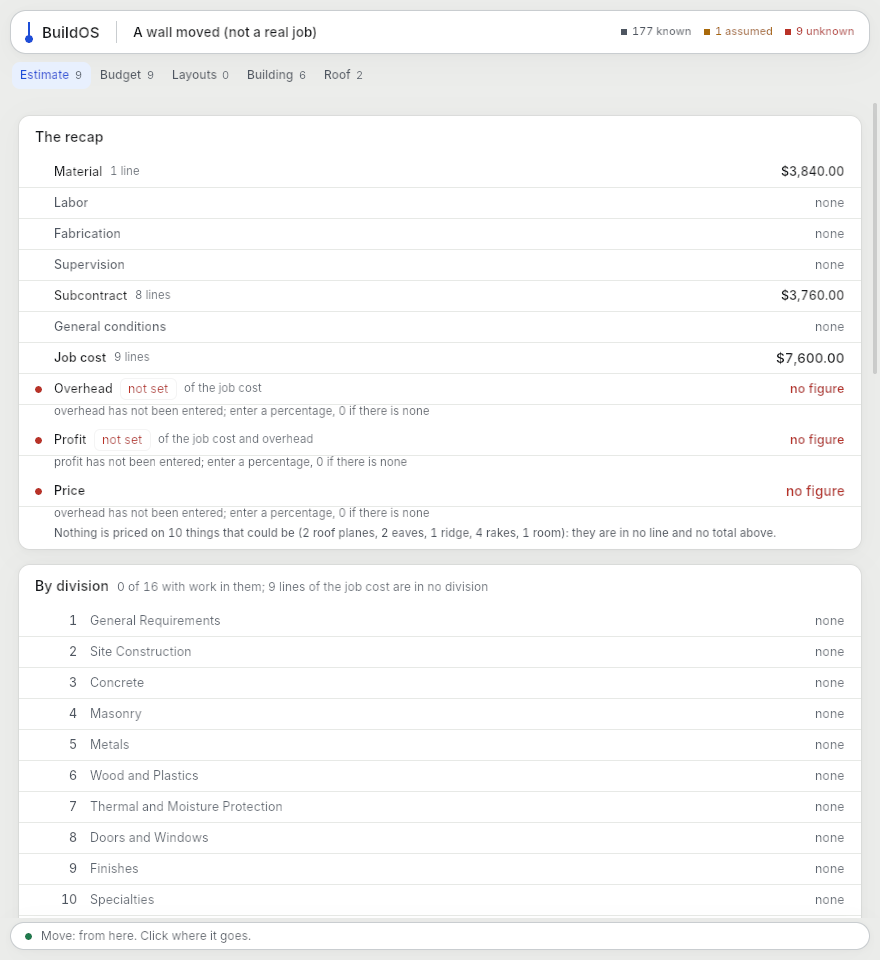 BuildOS A wall moved (not a real job) 177 known 1 assumed 9 unknown
Estimate 9 Budget 9 Layouts 0 Building 6 Roof 2
The recap
Material 1 line $3,840.00
Labor none
Fabrication none
Supervision none
Subcontract 8 lines $3,760.00
General conditions none
Job cost 9 lines $7,600.00
Overhead not set of the job cost no figure
overhead has not been entered; enter a percentage, 0 if there is none
Profit not set of the job cost and overhead no figure
profit has not been entered; enter a percentage, 0 if there is none
Price no figure
overhead has not been entered; enter a percentage, 0 if there is none
Nothing is priced on 10 things that could be (2 roof planes, 2 eaves, 1 ridge, 4 rakes, 1 room): they are in no line and no total above.
By division 0 of 16 with work in them; 9 lines of the job cost are in no division
1 General Requirements none
2 Site Construction none
3 Concrete none
4 Masonry none
5 Metals none
6 Wood and Plastics none
7 Thermal and Moisture Protection none
8 Doors and Windows none
9 Finishes none
10 Specialties none
Move: from here. Click where it goes.